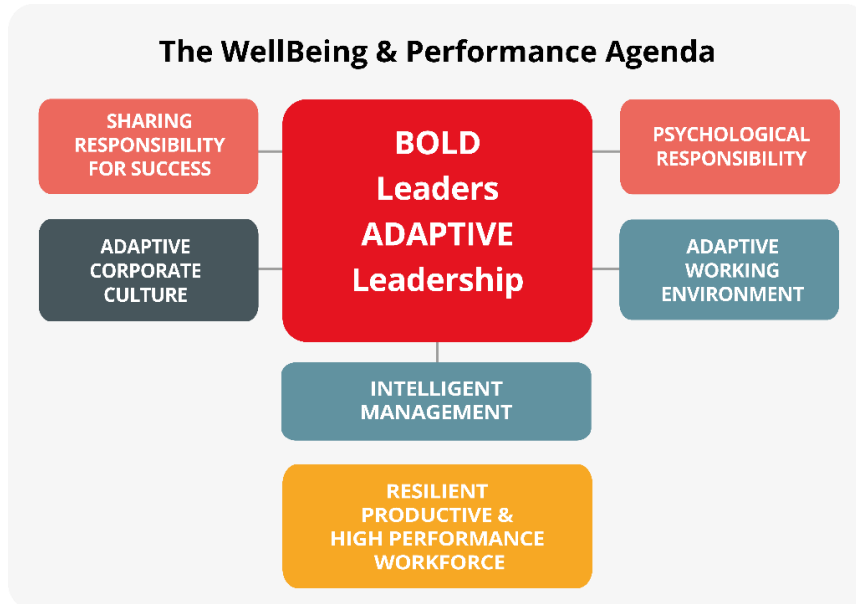 The WellBeing & Performance Agenda
SHARING
RESPONSIBILITY
FOR SUCCESS
BOLD
Leaders
ADAPTIVE
Leadership
PSYCHOLOGICAL
RESPONSIBILITY
ADAPTIVE
CORPORATE
CULTURE
ADAPTIVE
WORKING
ENVIRONMENT
INTELLIGENT
MANAGEMENT
RESILIENT
PRODUCTIVE &
HIGH PERFORMANCE
WORKFORCE